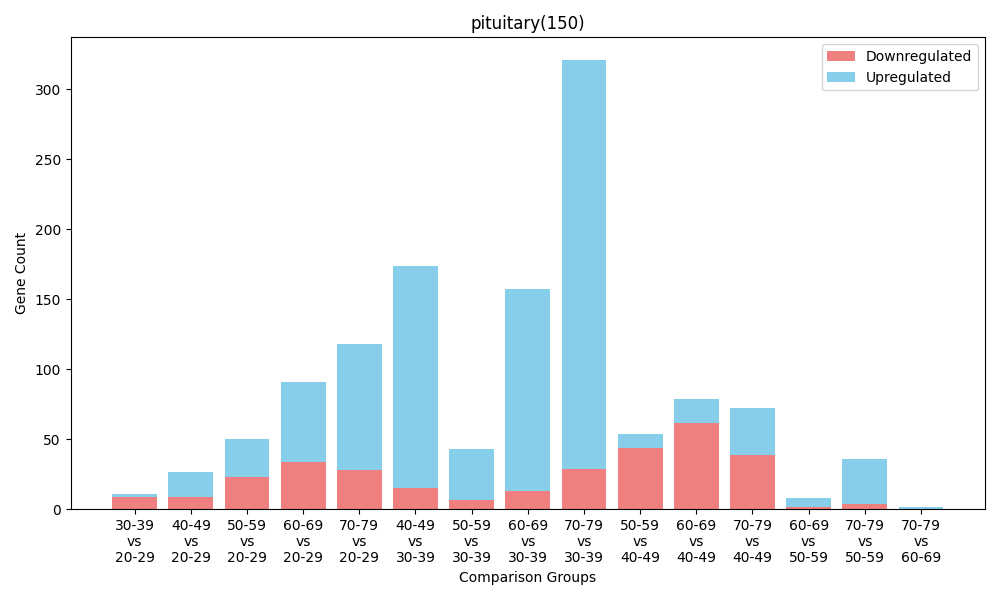 pituitary(150)
Downregulated
Upregulated
Gene Count
300
250
200
150
100
50
0
30-39 vs 20-29
40-49 vs 20-29
50-59 vs 20-29
60-69 vs 20-29
70-79 vs 20-29
40-49 vs 30-39
50-59 vs 30-39
60-69 vs 30-39
70-79 vs 30-39
50-59 vs 40-49
60-69 vs 40-49
70-79 vs 40-49
60-69 vs 50-59
70-79 vs 50-59
70-79 vs 60-69
Comparison Groups